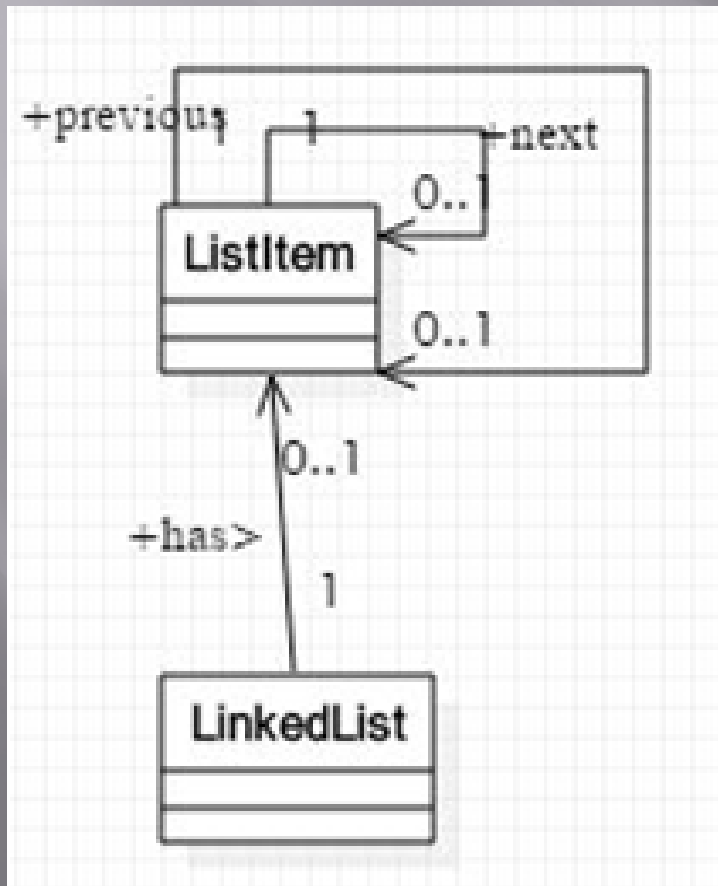 +previous
1
1
+next
0..1
ListItem
0..1
0..1
+has>
1
LinkedList